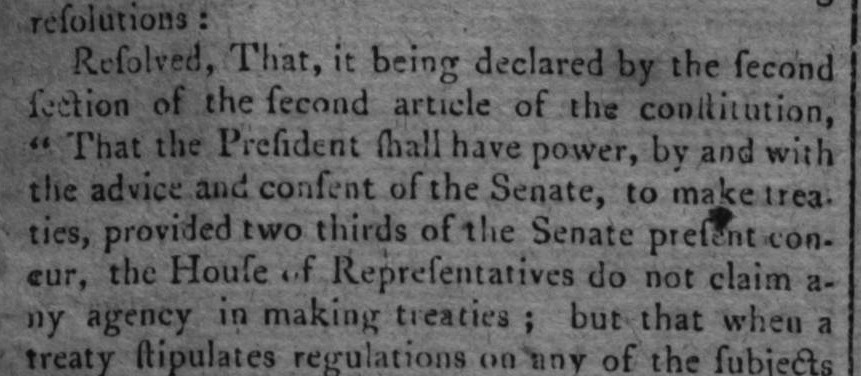 reſolutions :
Reſolved, That, it being declared by the ſecond
ſection of the ſecond article of the conſtitution,
“ That the Preſident ſhall have power, by and with
the advice and conſent of the Senate, to make trea-
ties, provided two thirds of the Senate preſent con-
cur, the Houſe of Repreſentatives do not claim a-
ny agency in making treaties ; but that when a
treaty ſtipulates regulations on any of the ſubjects